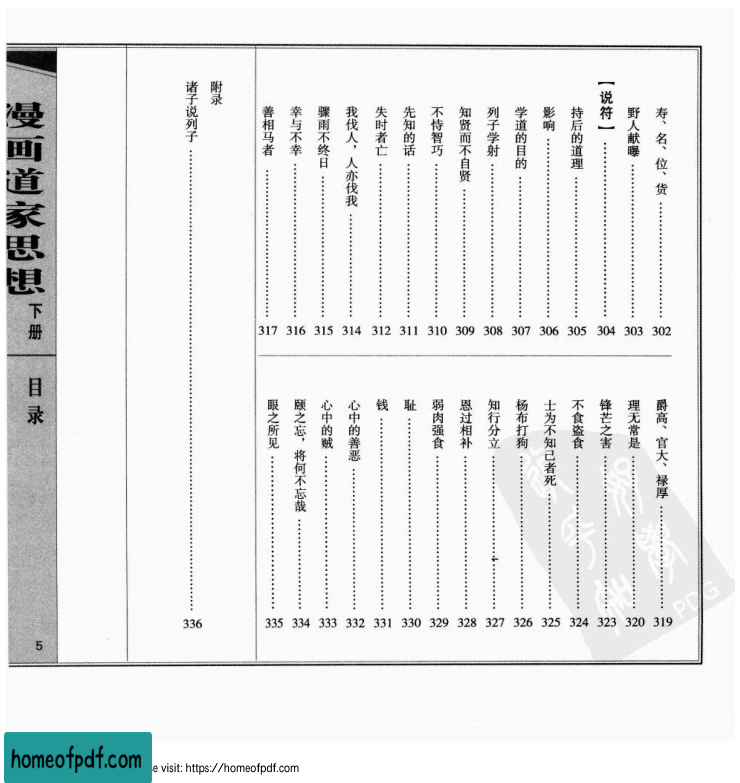 寿、名、位、货 302
野人献曝 303
【说符】 304
持后的道理 305
影响 306
学道的目的 307
列子学射 308
知贤而不自贤 309
不恃智巧 310
先知的话 311
失时者亡 312
我伐人，人亦伐我 314
骤雨不终日 315
幸与不幸 316
善相马者 317
爵高、官大、禄厚 319
理无常是 320
锋芒之害 323
不食盗食 324
士为不知己者死 325
杨布打狗 326
知行分立 327
恩过相补 328
弱肉强食 329
耻 330
钱 331
心中的善恶 332
心中的贼 333
颐之忘，将何不忘哉 334
眼之所见 335
附录
诸子说列子 336
漫画道家思想 下册
目录
5
PDG
homeofpdf.com
e visit: https://homeofpdf.com